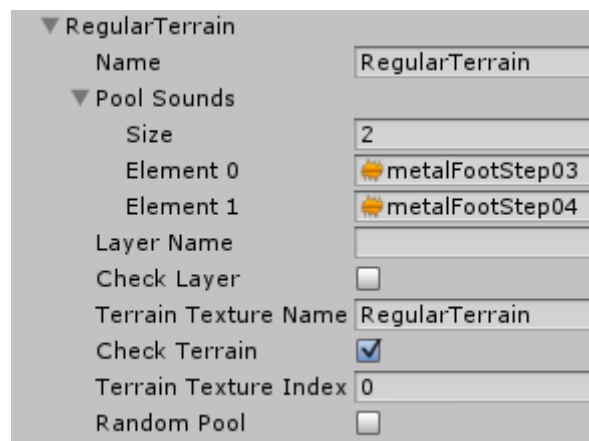 RegularTerrain
Name RegularTerrain
Pool Sounds
Size 2
Element 0 metalFootStep03
Element 1 metalFootStep04
Layer Name
Check Layer
Terrain Texture Name RegularTerrain
Check Terrain
Terrain Texture Index 0
Random Pool